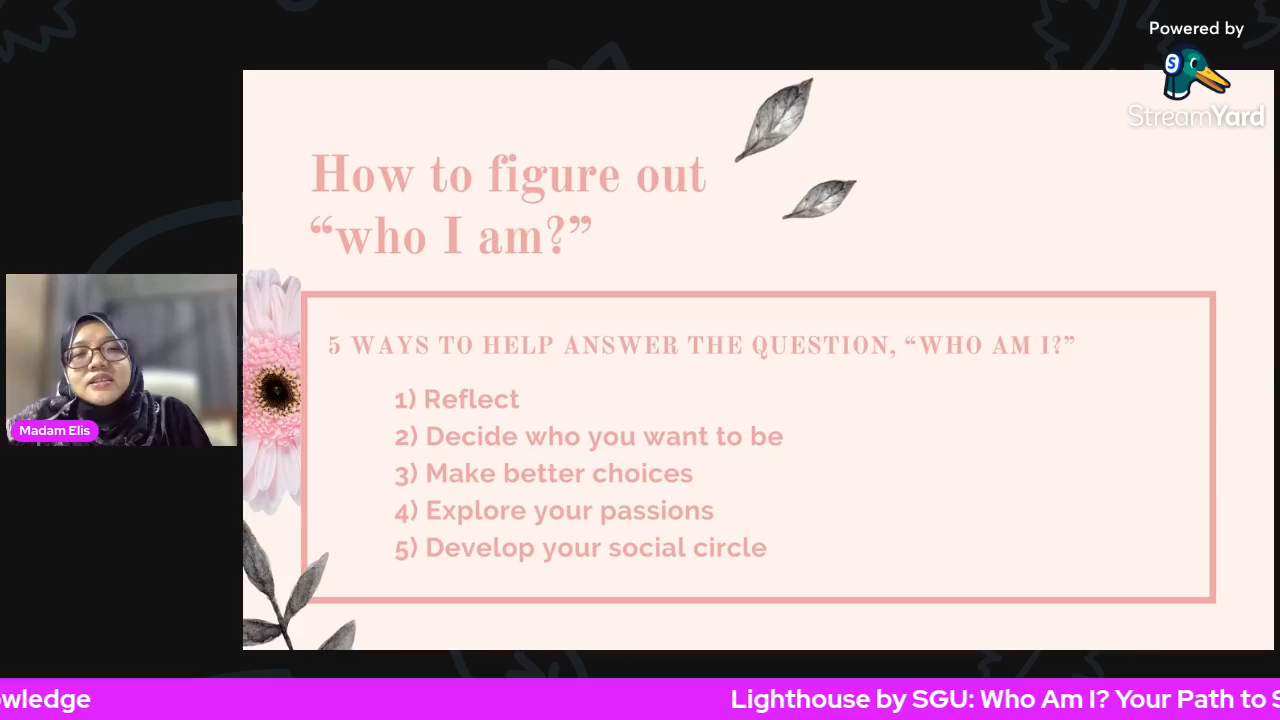 Powered by
StreamYard
How to figure out
“who I am?”
5 WAYS TO HELP ANSWER THE QUESTION, “WHO AM I?”
1) Reflect
2) Decide who you want to be
3) Make better choices
4) Explore your passions
5) Develop your social circle
Madam Elis
owledge
Lighthouse by SGU: Who Am I? Your Path to S